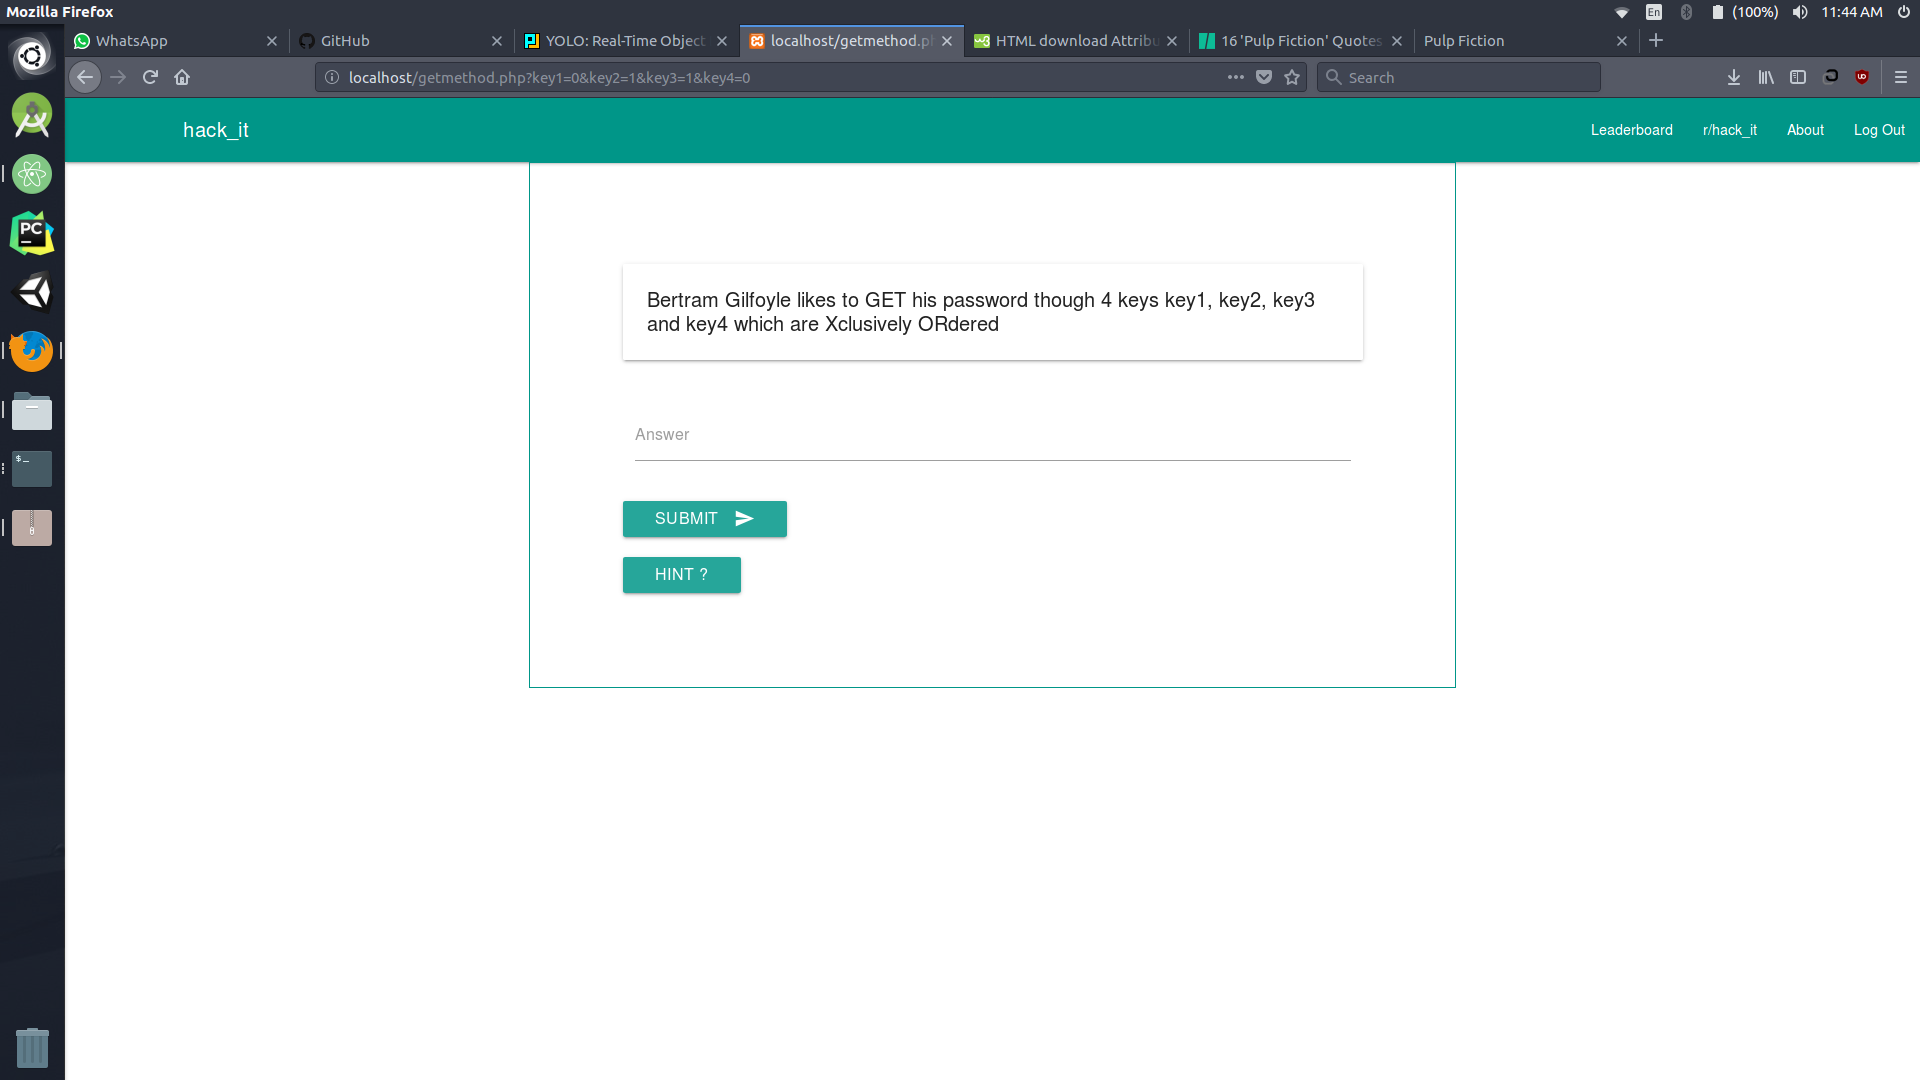 Mozilla Firefox
En
(100%)
11:44 AM
WhatsApp
GitHub
YOLO: Real-Time Object
localhost/getmethod.p
HTML download Attribu
16 'Pulp Fiction' Quotes
Pulp Fiction
localhost/getmethod.php?key1=0&key2=1&key3=1&key4=0
Search
hack_it
Leaderboard
r/hack_it
About
Log Out
Bertram Gilfoyle likes to GET his password though 4 keys key1, key2, key3
and key4 which are Xclusively ORdered
Answer
SUBMIT
HINT ?
PC
$_